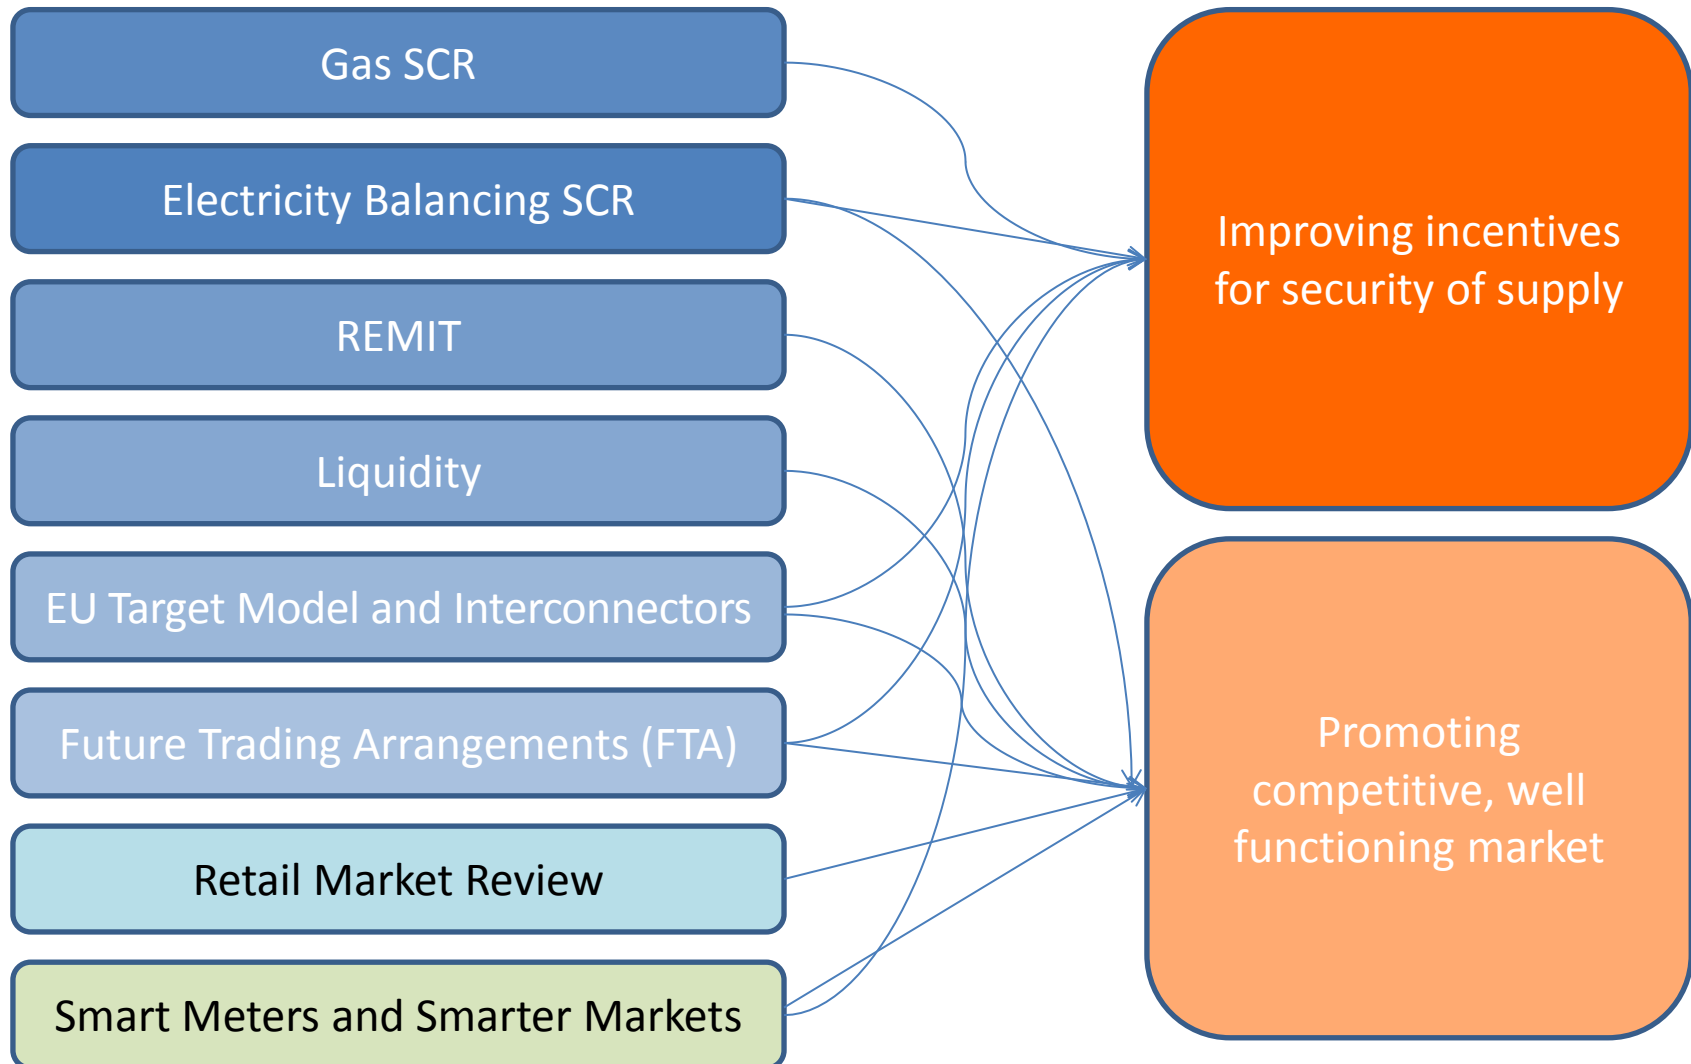 Gas SCR
Electricity Balancing SCR
REMIT
Liquidity
EU Target Model and Interconnectors
Future Trading Arrangements (FTA)
Retail Market Review
Smart Meters and Smarter Markets
Improving incentives
for security of supply
Promoting
competitive, well
functioning market